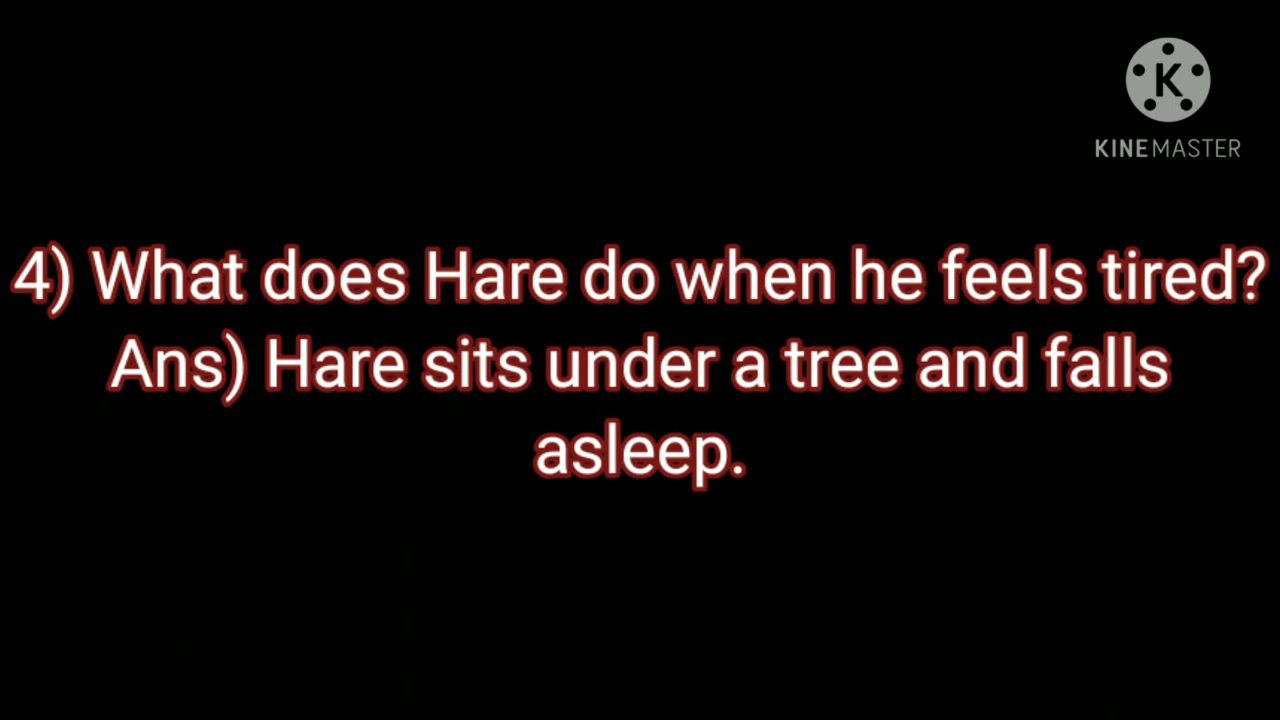 K
KINEMASTER
4) What does Hare do when he feels tired?
Ans) Hare sits under a tree and falls
asleep.